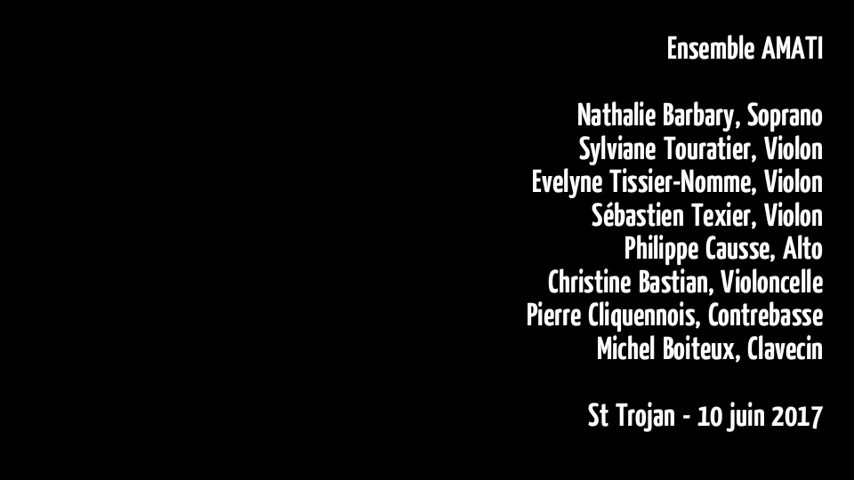 Ensemble AMATI
Nathalie Barbary, Soprano
Sylviane Touratier, Violon
Evelyne Tissier-Nomme, Violon
Sébastien Texier, Violon
Philippe Causse, Alto
Christine Bastian, Violoncelle
Pierre Cliquennois, Contrebasse
Michel Boiteux, Clavecin
St Trojan - 10 juin 2017